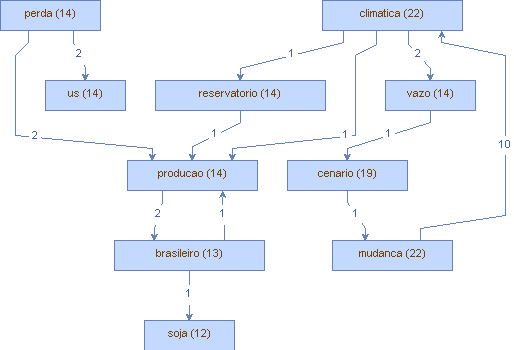 perda (14)
climatica (22)
1
2
2
us (14)
reservatorio (14)
vazo (14)
2
1
1
1
10
producao (14)
cenario (19)
2
1
1
brasileiro (13)
mudanca (22)
1
soja (12)